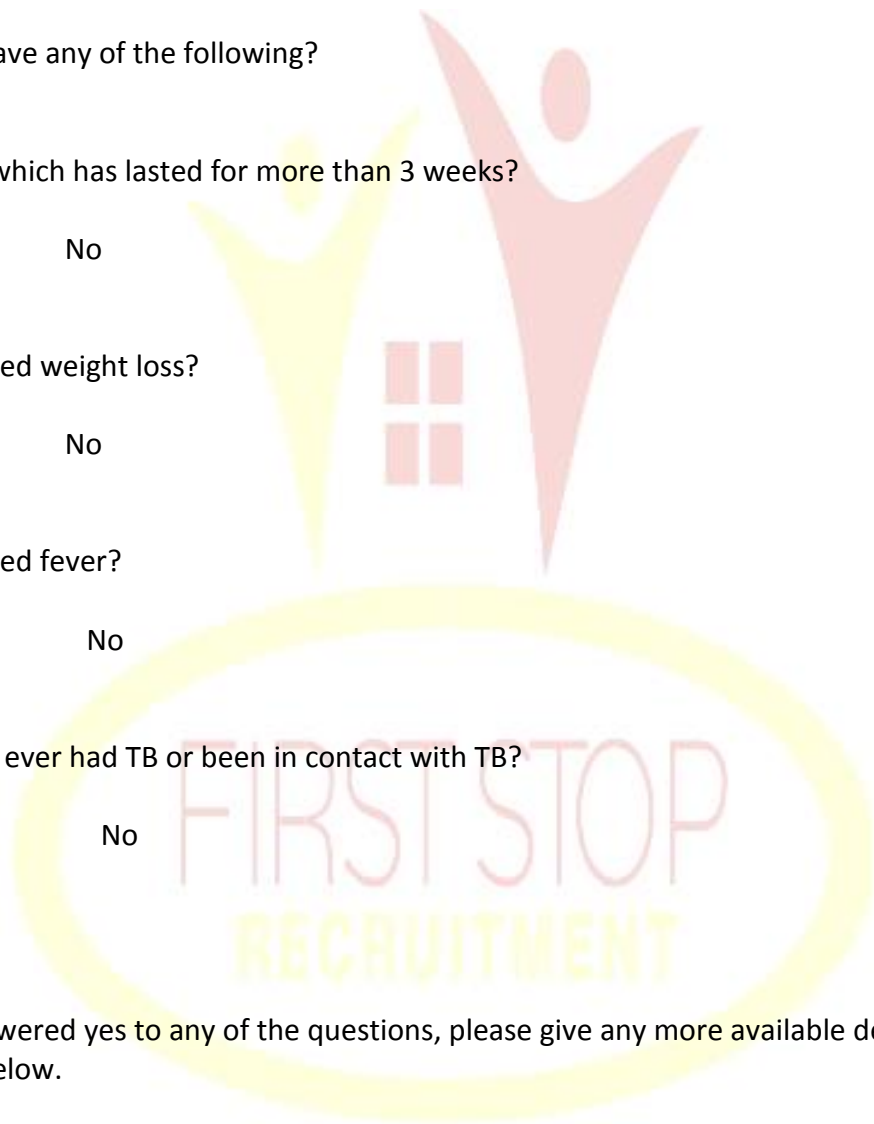 ave any of the following?
which has lasted for more than 3 weeks?
No
ed weight loss?
No
ed fever?
No
ever had TB or been in contact with TB?
No
FIRST STOP
RECRUITMENT
wered yes to any of the questions, please give any more available de
elow.